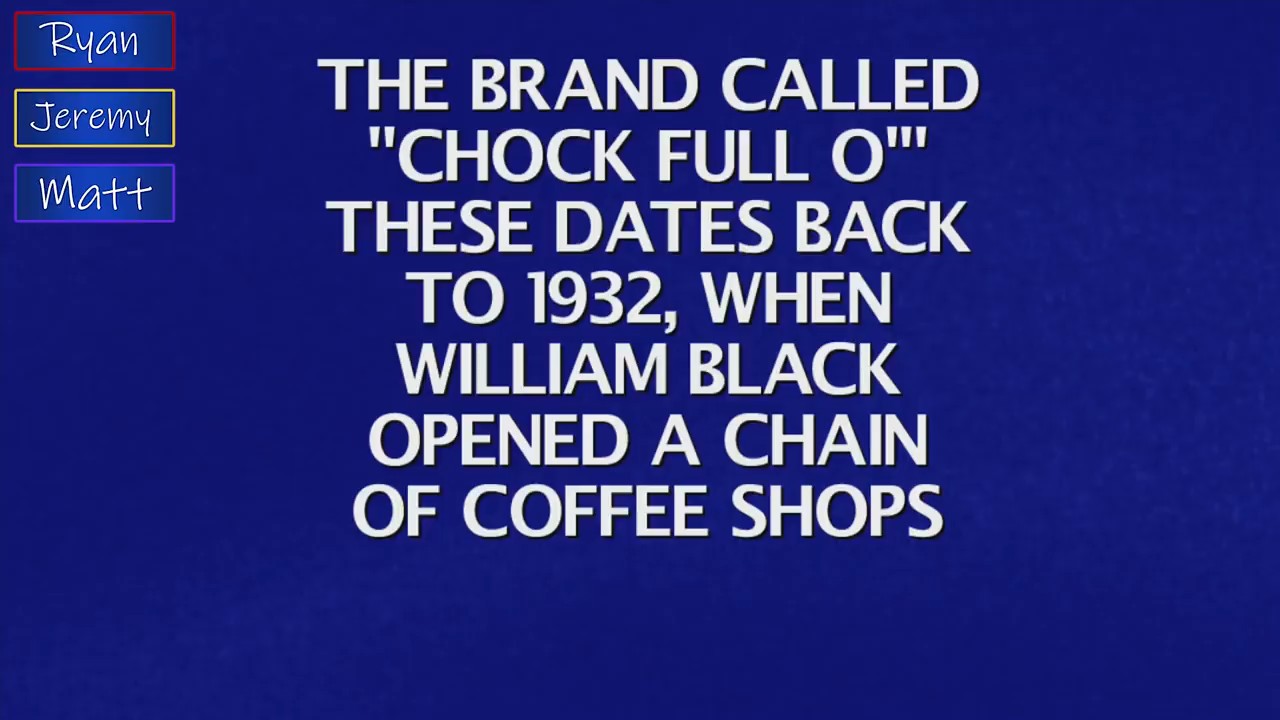 Ryan
Jeremy
Matt
THE BRAND CALLED
"CHOCK FULL O'"
THESE DATES BACK
TO 1932, WHEN
WILLIAM BLACK
OPENED A CHAIN
OF COFFEE SHOPS